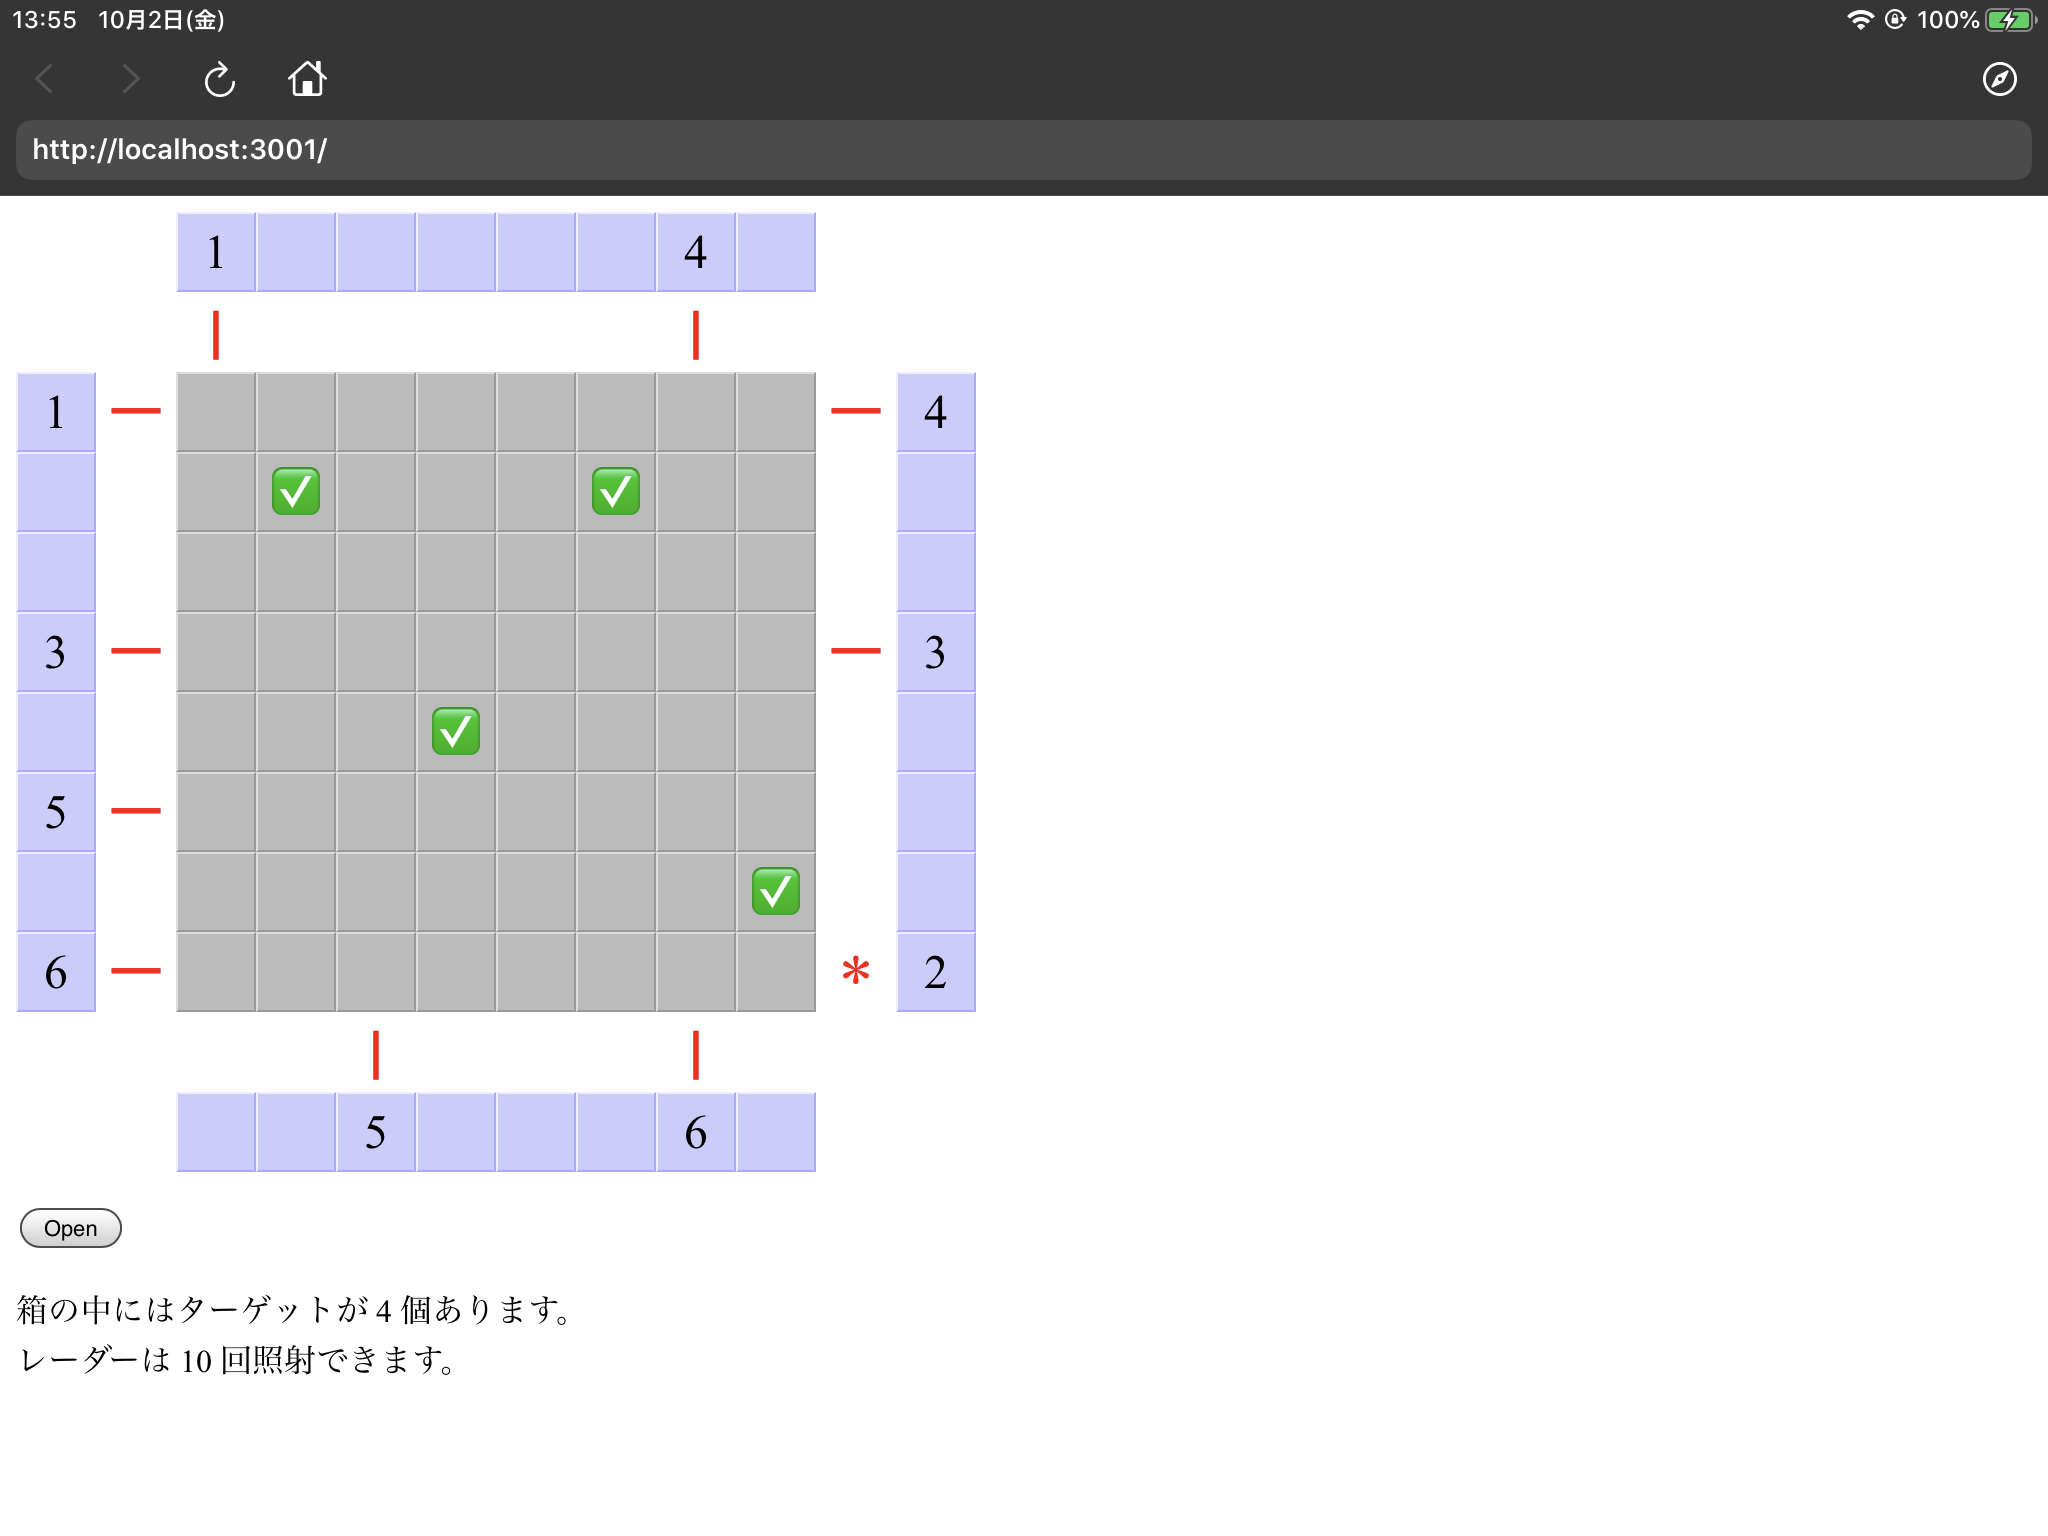 13:55 10月2日(金) 100%
http://localhost:3001/
1 4
1 4
3 3
5
6 * 2
5 6
Open
箱の中にはターゲットが 4 個あります。
レーダーは 10 回照射できます。